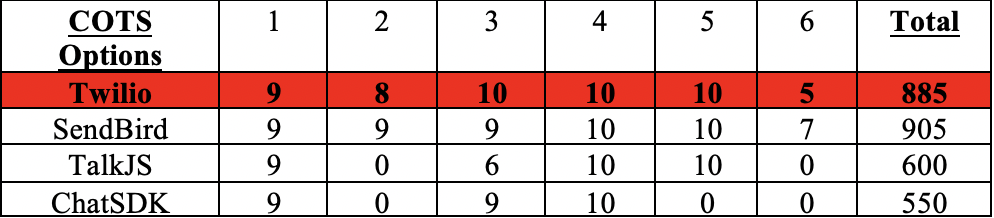 COTS Options 1 2 3 4 5 6 Total
Twilio 9 8 10 10 10 5 885
SendBird 9 9 9 10 10 7 905
TalkJS 9 0 6 10 10 0 600
ChatSDK 9 0 9 10 0 0 550